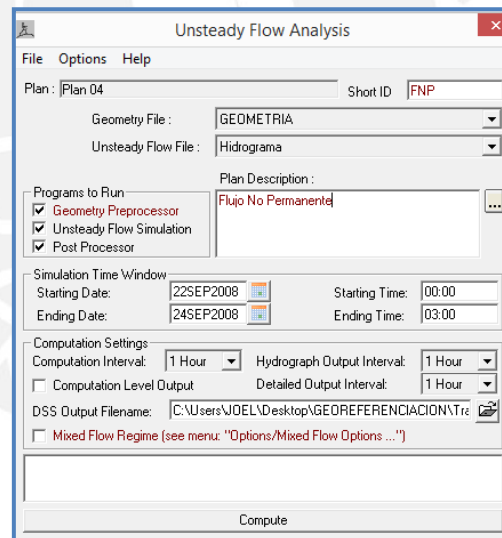 Unsteady Flow Analysis
File Options Help
Plan : Plan 04 Short ID FNP
Geometry File : GEOMETRIA
Unsteady Flow File : Hidrograma
Plan Description :
Programs to Run
Flujo No Permanente
...
Geometry Preprocessor
Unsteady Flow Simulation
Post Processor
Simulation Time Window
Starting Date: 22SEP2008 Starting Time: 00:00
Ending Date: 24SEP2008 Ending Time: 03:00
Computation Settings
Computation Interval: 1 Hour Hydrograph Output Interval: 1 Hour
Computation Level Output Detailed Output Interval: 1 Hour
DSS Output Filename: C:\Users\JOEL\Desktop\GEOREFERENCIACION\Tra
Mixed Flow Regime (see menu: "Options/Mixed Flow Options ...")
Compute